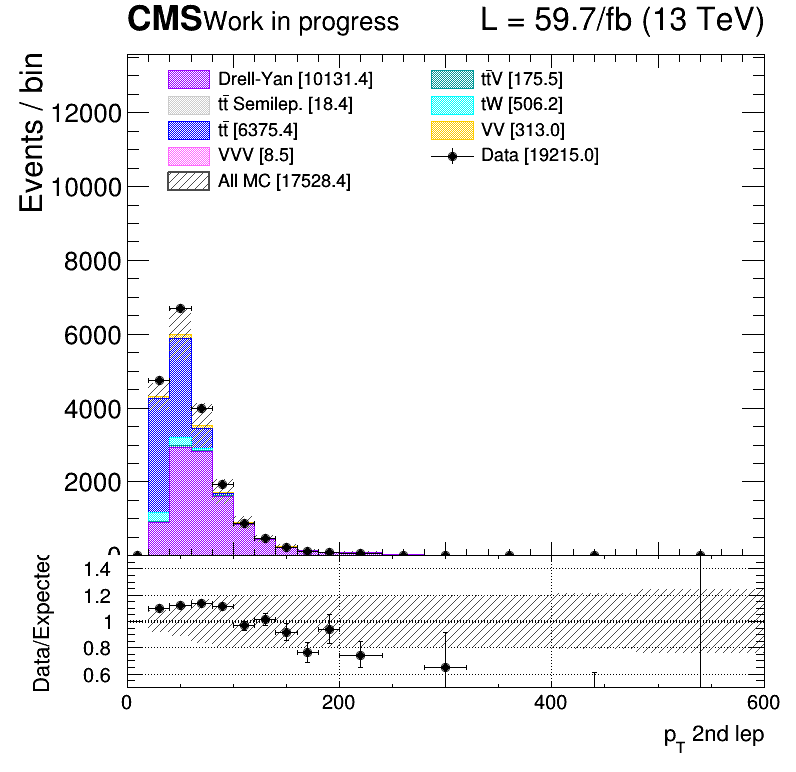 CMS Work in progress L = 59.7/fb (13 TeV)
Events / bin
Drell-Yan [10131.4]
tt̄ Semilep. [18.4]
tt̄ [6375.4]
VVV [8.5]
All MC [17528.4]
tt̄V [175.5]
tW [506.2]
VV [313.0]
Data [19215.0]
12000
10000
8000
6000
4000
2000
0
Data/Expected
1.4
1.2
1
0.8
0.6
0 200 400 600
p_T 2nd lep